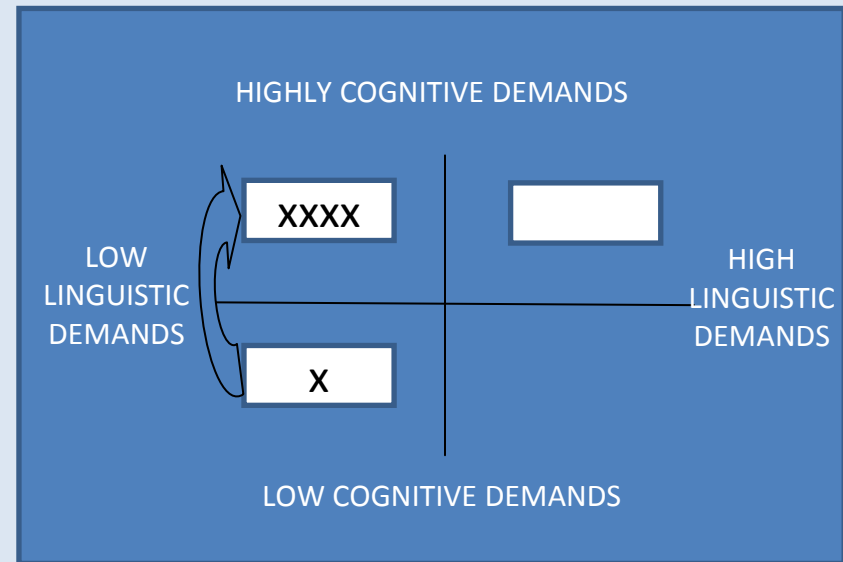 HIGHLY COGNITIVE DEMANDS
XXXX
LOW
LINGUISTIC
DEMANDS
HIGH
LINGUISTIC
DEMANDS
X
LOW COGNITIVE DEMANDS